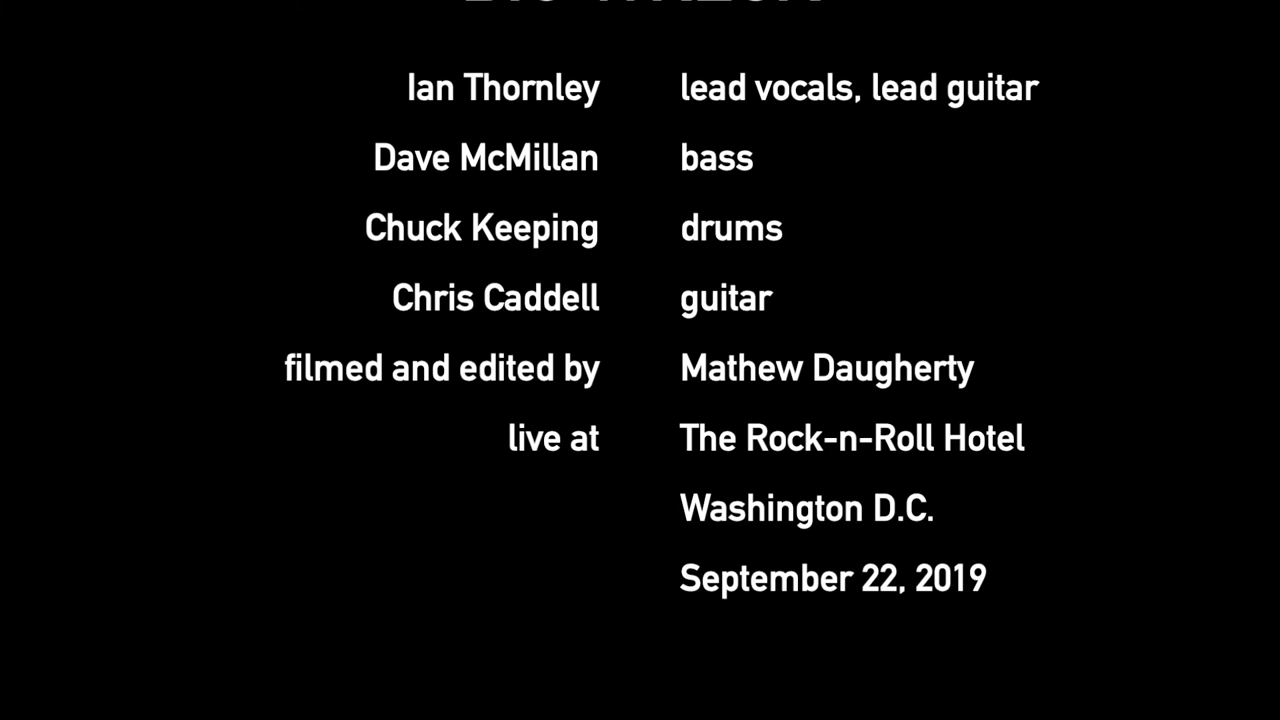 Ian Thornley lead vocals, lead guitar
Dave McMillan bass
Chuck Keeping drums
Chris Caddell guitar
filmed and edited by Mathew Daugherty
live at The Rock-n-Roll Hotel
Washington D.C.
September 22, 2019